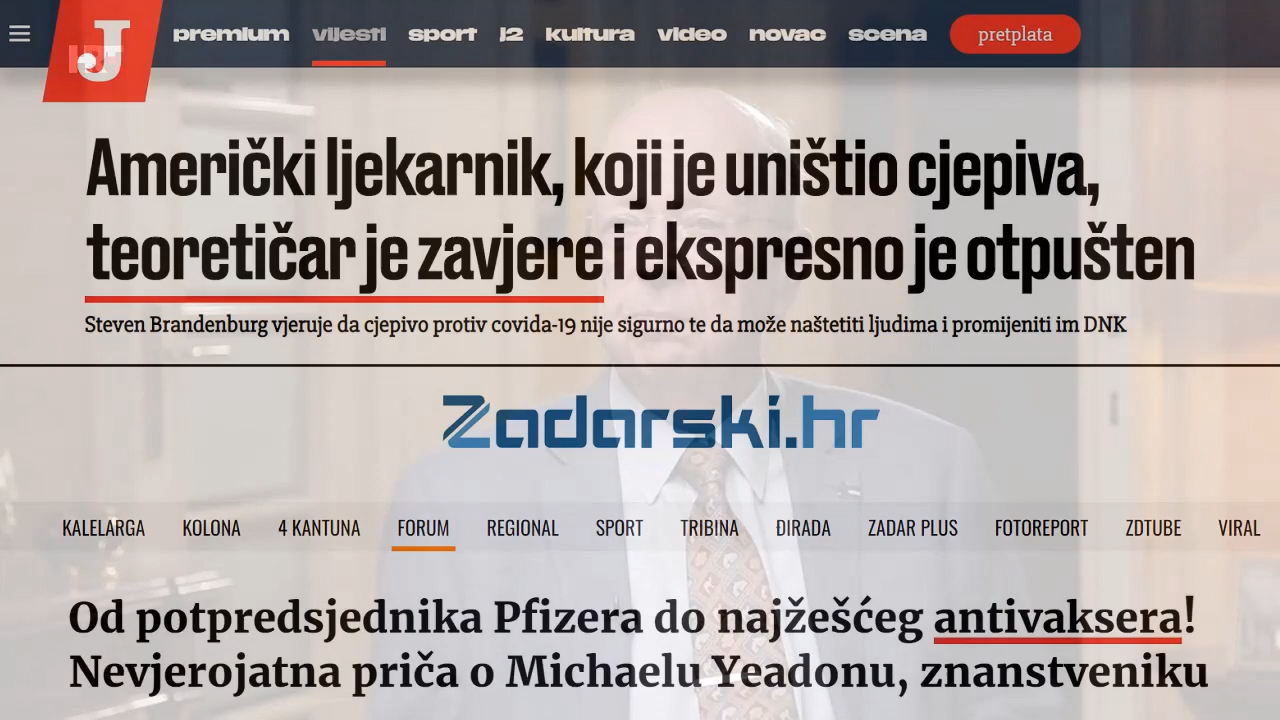 J
premium vijesti sport j2 kultura video novac scena pretplata
Američki ljekarnik, koji je uništio cjepiva,
teoretičar je zavjere i ekspresno je otpušten
Steven Brandenburg vjeruje da cjepivo protiv covida-19 nije sigurno te da može naštetiti ljudima i promijeniti im DNK
Zadarski.hr
KALELARGA KOLONA 4 KANTUNA FORUM REGIONAL SPORT TRIBINA ĐIRADA ZADAR PLUS FOTOREPORT ZDTUBE VIRAL
Od potpredsjednika Pfizera do najžešćeg antivaksera!
Nevjerojatna priča o Michaelu Yeadonu, znanstveniku